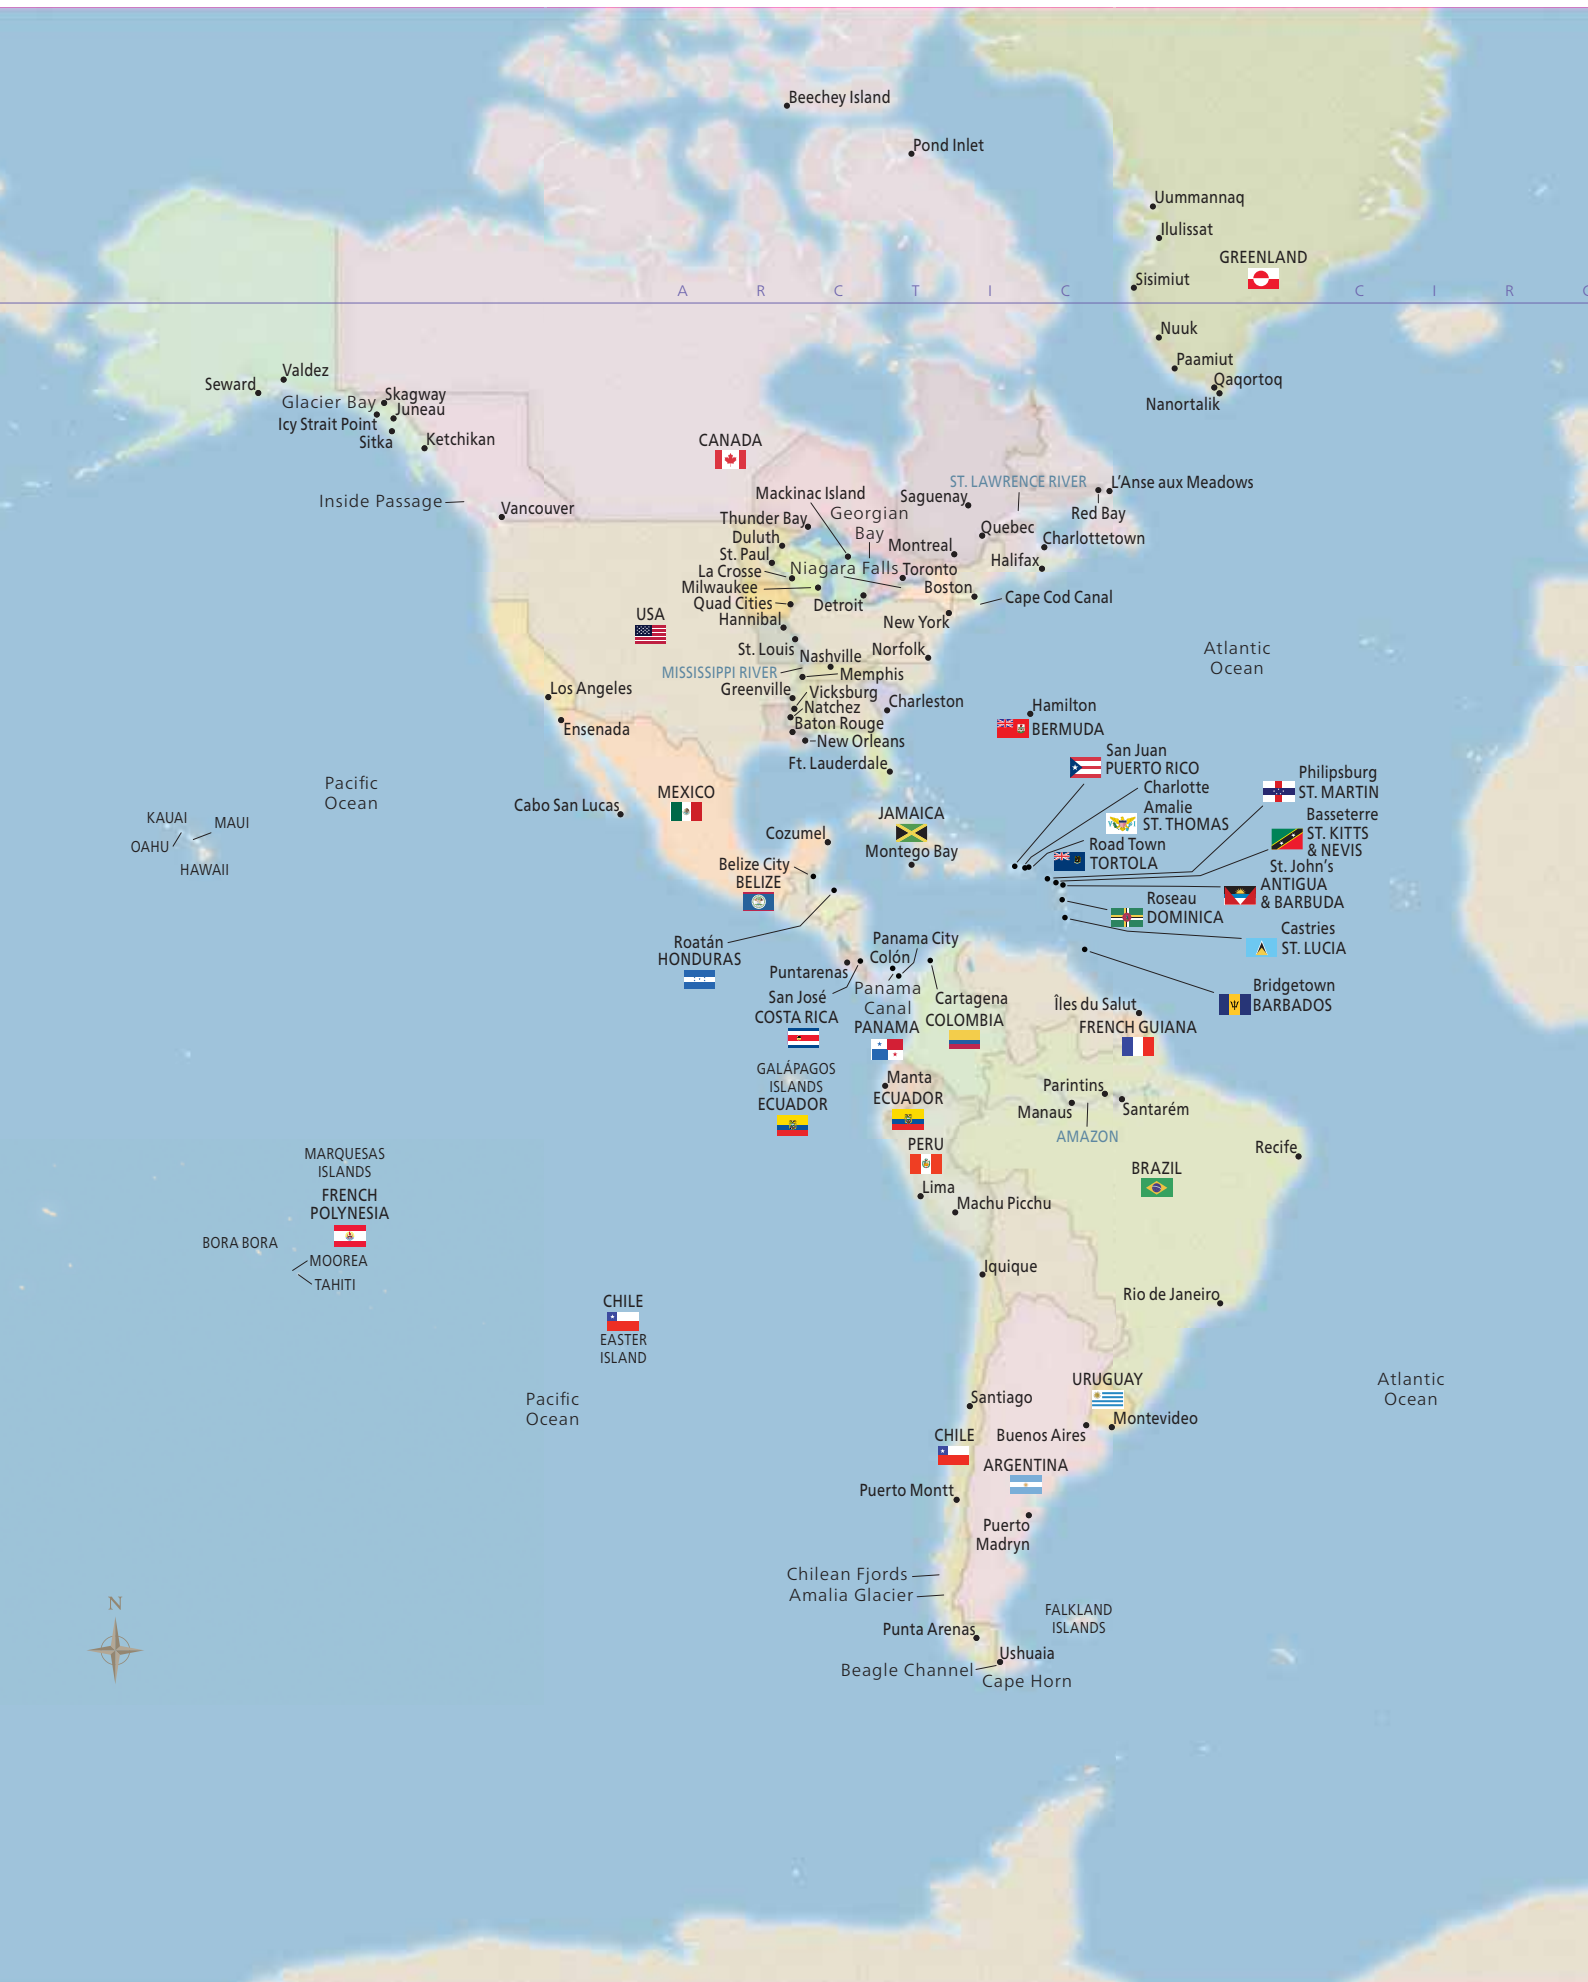 Beechey Island
Pond Inlet
Uummannaq
Ilulissat
GREENLAND
Sisimiut
A R C T I C C I R C
Nuuk
Paamiut
Qaqortoq
Nanortalik
Valdez
Seward
Skagway
Glacier Bay
Juneau
Icy Strait Point
Sitka
Ketchikan
CANADA
Inside Passage
Vancouver
ST. LAWRENCE RIVER
L'Anse aux Meadows
Mackinac Island
Saguenay
Georgian
Bay
Red Bay
Thunder Bay
Quebec
Duluth
Charlottetown
Montreal
St. Paul
Halifax
La Crosse
Niagara Falls
Toronto
Milwaukee
Boston
Cape Cod Canal
Quad Cities
Detroit
USA
Hannibal
New York
St. Louis
Nashville
Norfolk
Atlantic
Ocean
MISSISSIPPI RIVER
Memphis
Los Angeles
Greenville
Vicksburg
Natchez
Charleston
Hamilton
BERMUDA
Ensenada
Baton Rouge
New Orleans
Ft. Lauderdale
San Juan
PUERTO RICO
Philipsburg
ST. MARTIN
Pacific
Ocean
MEXICO
Charlotte
Amalie
ST. THOMAS
Cabo San Lucas
JAMAICA
Basseterre
ST. KITTS
& NEVIS
KAUAI
MAUI
OAHU
HAWAII
Cozumel
Montego Bay
Road Town
TORTOLA
Belize City
BELIZE
St. John's
ANTIGUA
& BARBUDA
Roseau
DOMINICA
Castries
ST. LUCIA
Roatán
HONDURAS
Panama City
Colón
Puntarenas
San José
COSTA RICA
Panama
Canal
PANAMA
Cartagena
COLOMBIA
Îles du Salut
FRENCH GUIANA
Bridgetown
BARBADOS
GALÁPAGOS
ISLANDS
ECUADOR
Manta
ECUADOR
Parintins
Manaus
Santarém
AMAZON
PERU
Recife
MARQUESAS
ISLANDS
BRAZIL
FRENCH
POLYNESIA
Lima
Machu Picchu
BORA BORA
MOOREA
TAHITI
Iquique
CHILE
EASTER
ISLAND
Rio de Janeiro
URUGUAY
Pacific
Ocean
Santiago
Atlantic
Ocean
Montevideo
CHILE
Buenos Aires
ARGENTINA
Puerto Montt
Puerto
Madryn
Chilean Fjords
Amalia Glacier
N
FALKLAND
ISLANDS
Punta Arenas
Ushuaia
Beagle Channel
Cape Horn